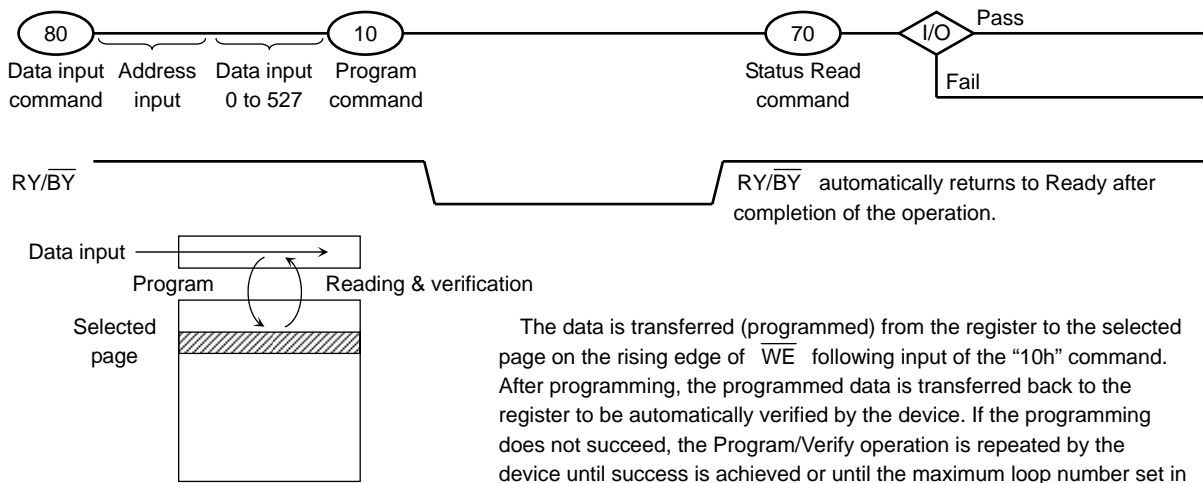 80 10 70 I/O Pass
Data input command
Address input
Data input 0 to 527
Program command
Status Read command
Fail
RY/B̅Y̅
RY/B̅Y̅ automatically returns to Ready after
completion of the operation.
Data input
Program
Reading & verification
Selected
page
The data is transferred (programmed) from the register to the selected
page on the rising edge of W̅E̅ following input of the “10h” command.
After programming, the programmed data is transferred back to the
register to be automatically verified by the device. If the programming
does not succeed, the Program/Verify operation is repeated by the
device until success is achieved or until the maximum loop number set in